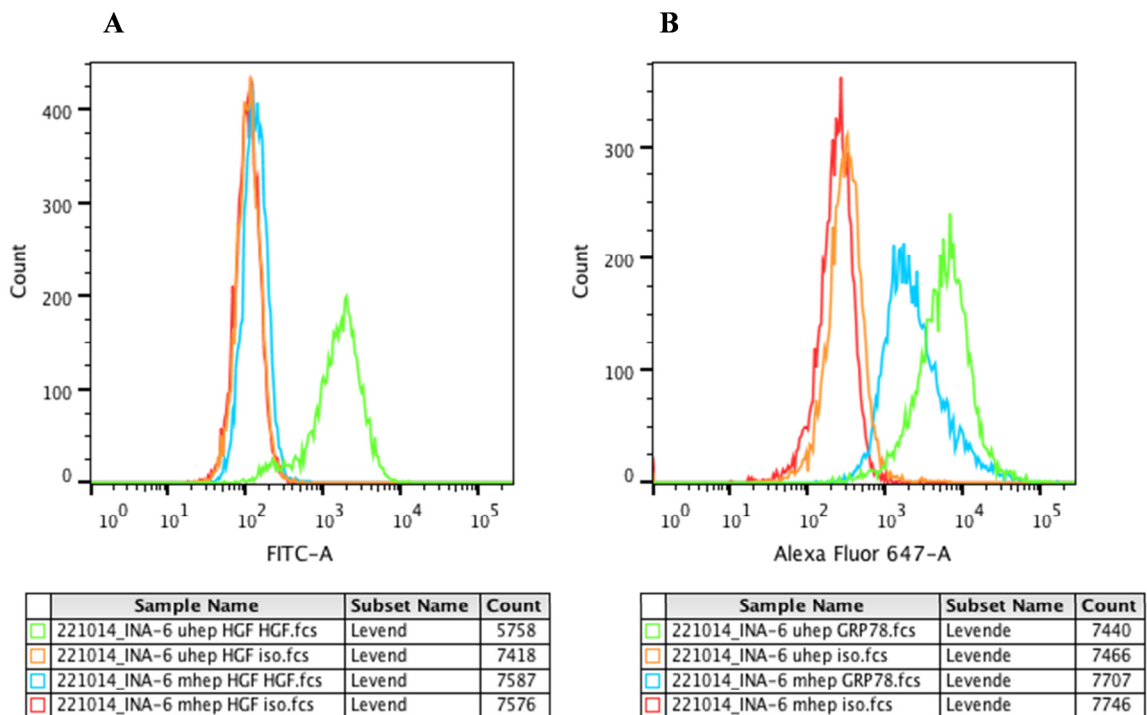 A B
400
300
200
100
0
Count
10^0 10^1 10^2 10^3 10^4 10^5
FITC-A
300
200
100
0
Count
10^0 10^1 10^2 10^3 10^4 10^5
Alexa Fluor 647-A
Sample Name Subset Name Count
221014_INA-6 uhep HGF HGF.fcs Levend 5758
221014_INA-6 uhep HGF iso.fcs Levend 7418
221014_INA-6 mhep HGF HGF.fcs Levend 7587
221014_INA-6 mhep HGF iso.fcs Levend 7576
Sample Name Subset Name Count
221014_INA-6 uhep GRP78.fcs Levende 7440
221014_INA-6 uhep iso.fcs Levende 7466
221014_INA-6 mhep GRP78.fcs Levende 7707
221014_INA-6 mhep iso.fcs Levende 7746